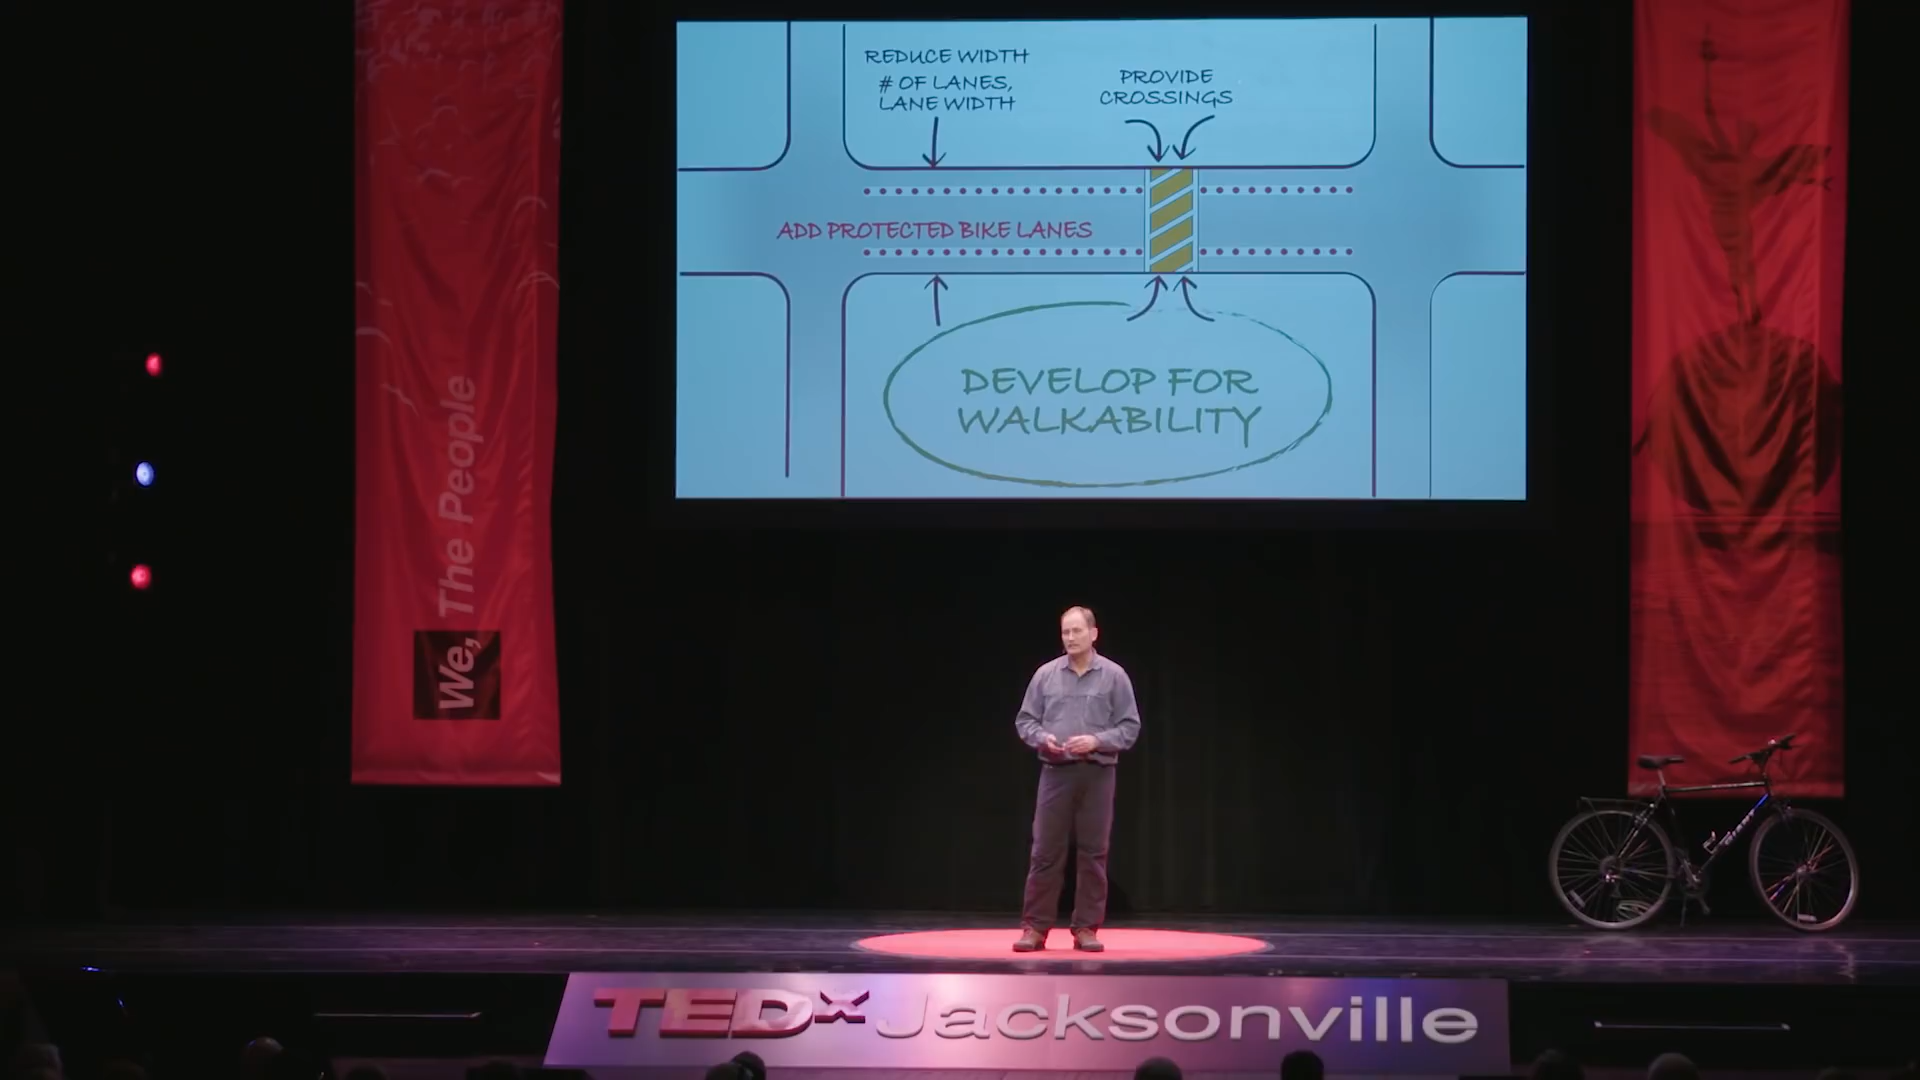 REDUCE WIDTH
# OF LANES,
LANE WIDTH
PROVIDE
CROSSINGS
ADD PROTECTED BIKE LANES
DEVELOP FOR
WALKABILITY
We, The People
GIANT
TEDx Jacksonville